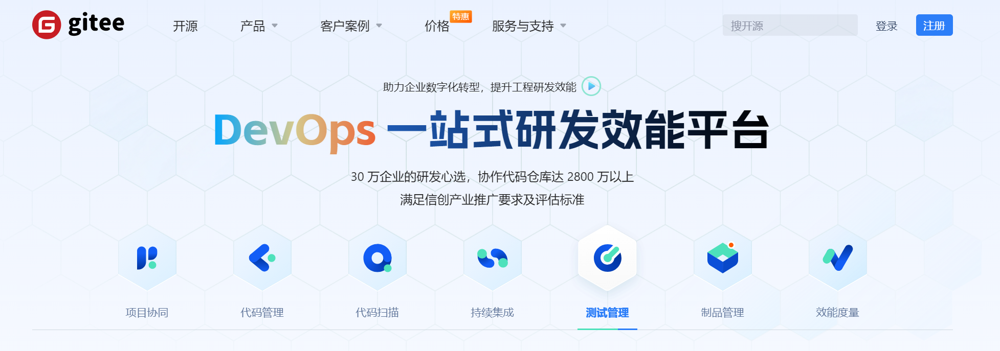 gitee
开源 产品 客户案例 价格 特惠 服务与支持 搜开源 登录 注册
助力企业数字化转型，提升工程研发效能
DevOps 一站式研发效能平台
30 万企业的研发心选，协作代码仓库达 2800 万以上
满足信创产业推广要求及评估标准
项目协同 代码管理 代码扫描 持续集成 测试管理 制品管理 效能度量